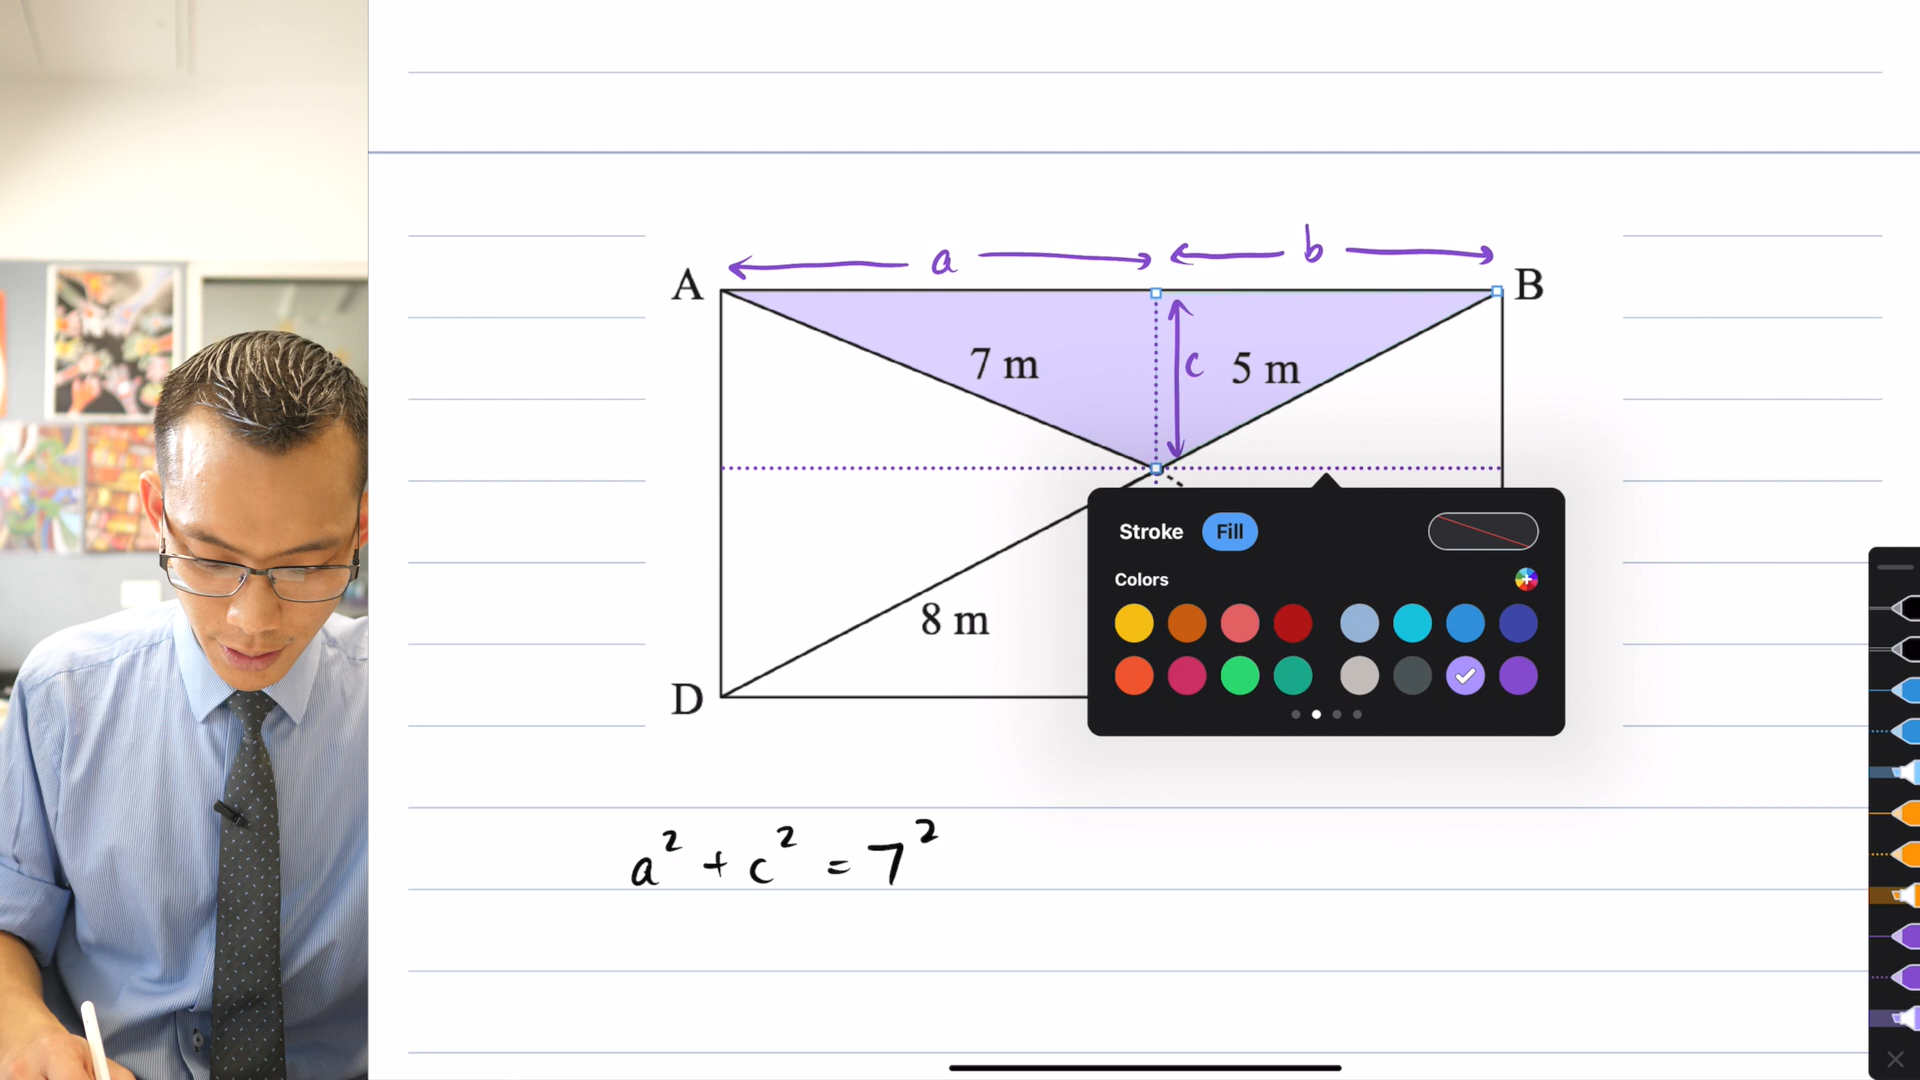 a b
A B
7 m c 5 m
Stroke Fill
Colors
8 m
D
a² + c² = 7²